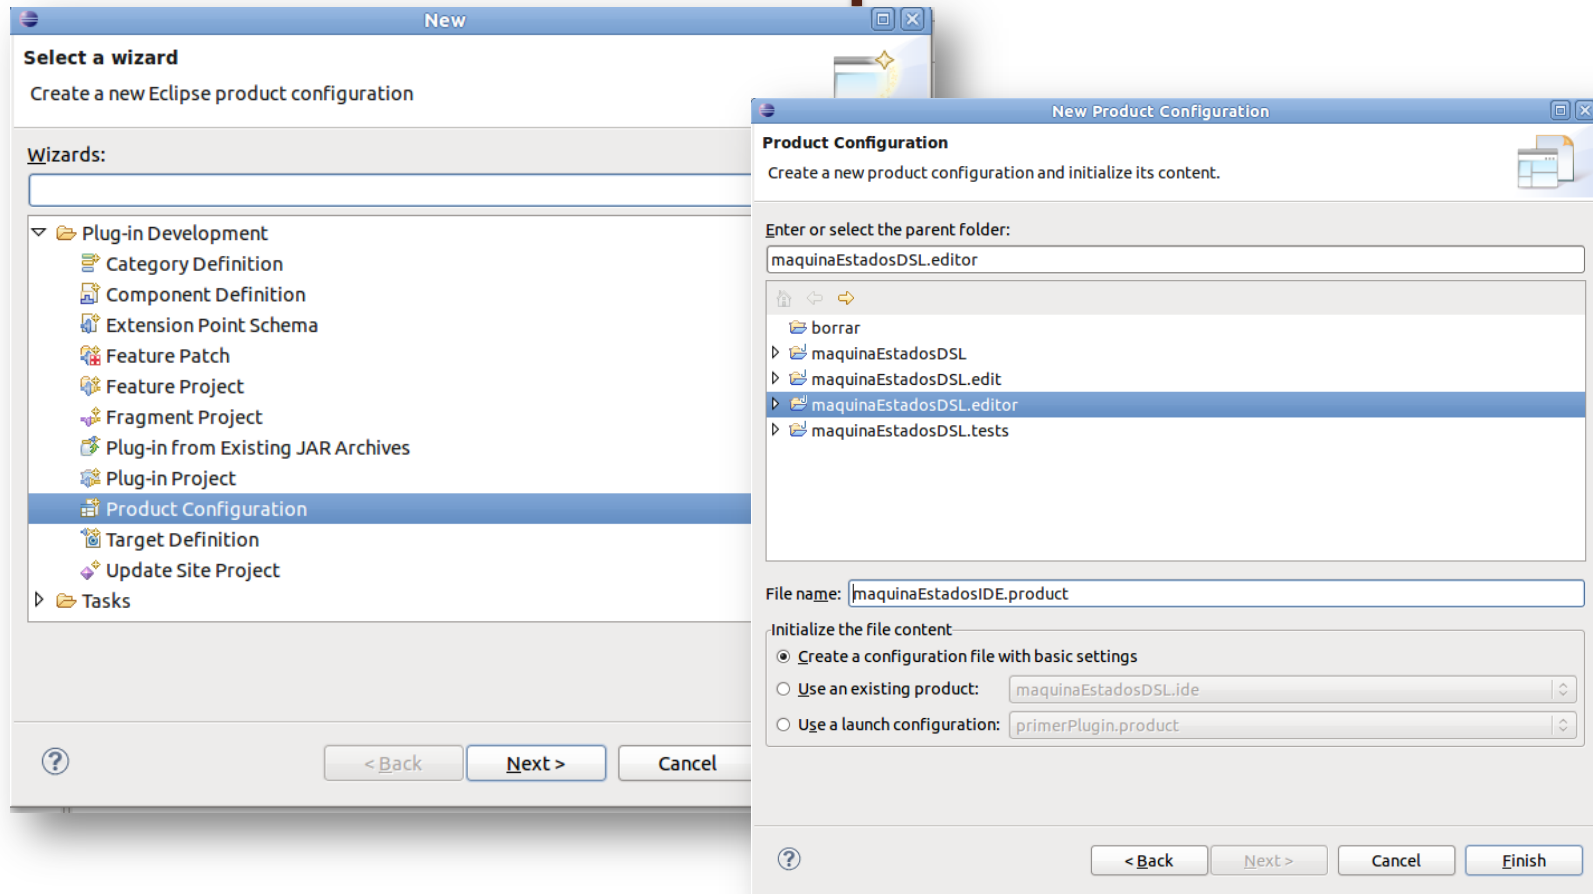 New
Select a wizard
Create a new Eclipse product configuration
Wizards:
Plug-in Development
Category Definition
Component Definition
Extension Point Schema
Feature Patch
Feature Project
Fragment Project
Plug-in from Existing JAR Archives
Plug-in Project
Product Configuration
Target Definition
Update Site Project
Tasks
?
< Back
Next >
Cancel
New Product Configuration
Product Configuration
Create a new product configuration and initialize its content.
Enter or select the parent folder:
maquinaEstadosDSL.editor
borrar
maquinaEstadosDSL
maquinaEstadosDSL.edit
maquinaEstadosDSL.editor
maquinaEstadosDSL.tests
File name: maquinaEstadosIDE.product
Initialize the file content
Create a configuration file with basic settings
Use an existing product: maquinaEstadosDSL.ide
Use a launch configuration: primerPlugin.product
?
< Back
Next >
Cancel
Finish